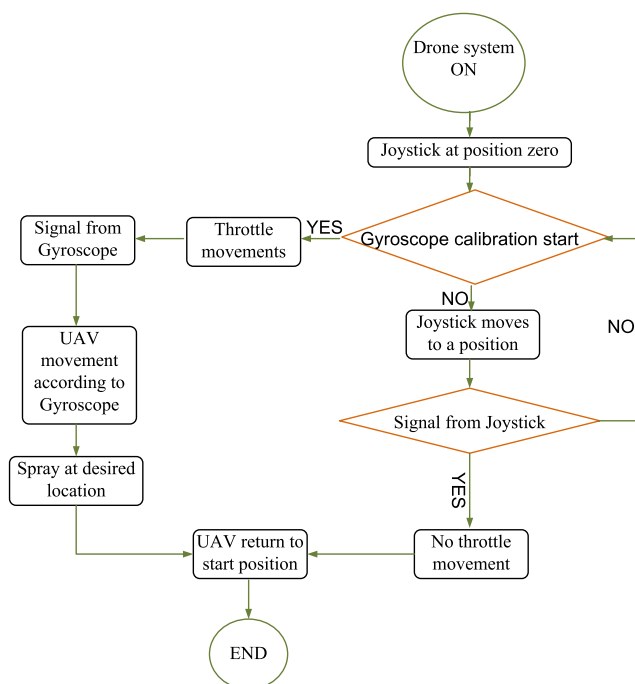 Drone system
ON
Joystick at position zero
Gyroscope calibration start
YES
Throttle
movements
Signal from
Gyroscope
NO
Joystick moves
to a position
NO
UAV
movement
according to
Gyroscope
Signal from Joystick
Spray at desired
location
YES
UAV return to
start position
No throttle
movement
END